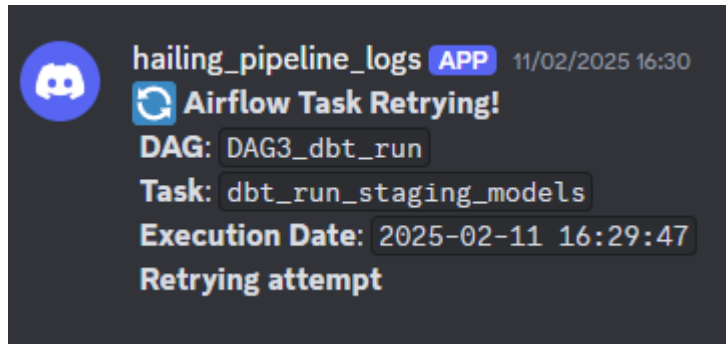 hailing_pipeline_logs APP 11/02/2025 16:30
🔄 Airflow Task Retrying!
DAG: DAG3_dbt_run
Task: dbt_run_staging_models
Execution Date: 2025-02-11 16:29:47
Retrying attempt